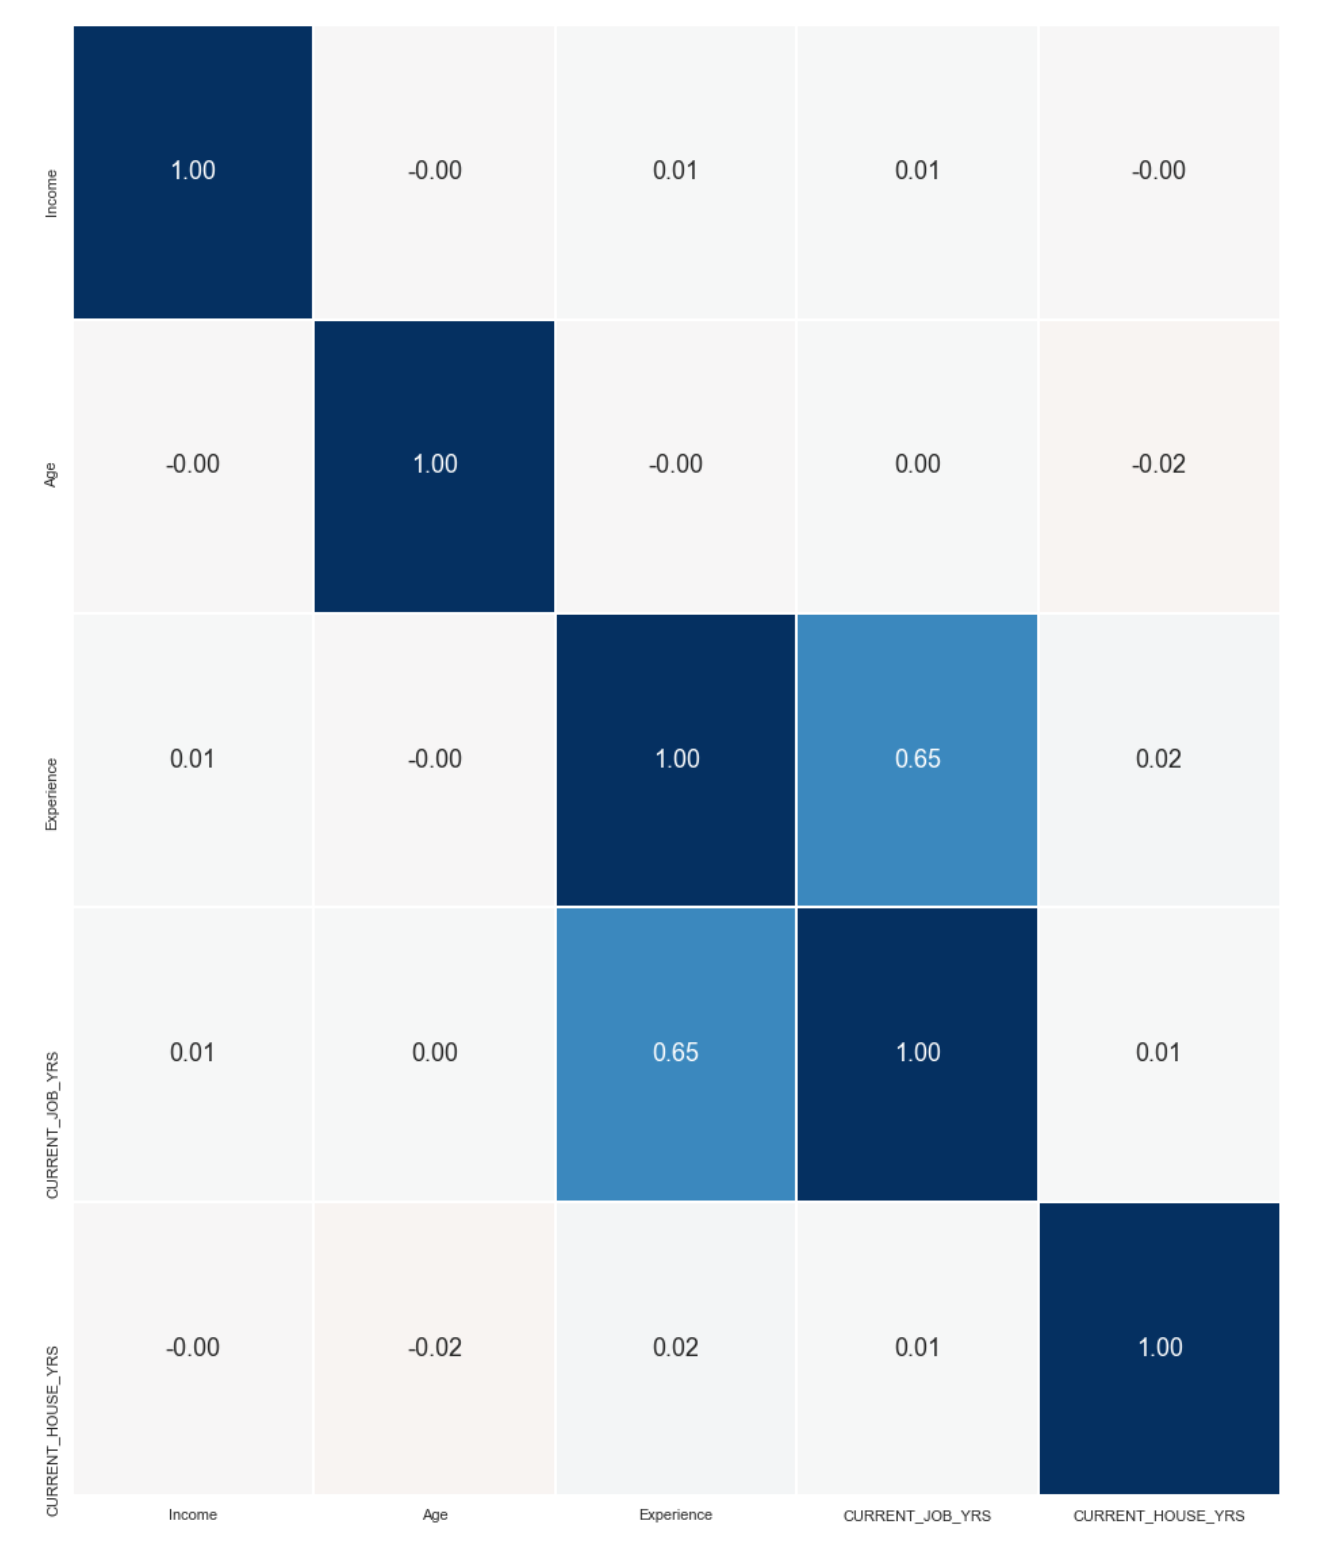 Income 1.00 -0.00 0.01 0.01 -0.00
Age -0.00 1.00 -0.00 0.00 -0.02
Experience 0.01 -0.00 1.00 0.65 0.02
CURRENT_JOB_YRS 0.01 0.00 0.65 1.00 0.01
CURRENT_HOUSE_YRS -0.00 -0.02 0.02 0.01 1.00
Income Age Experience CURRENT_JOB_YRS CURRENT_HOUSE_YRS